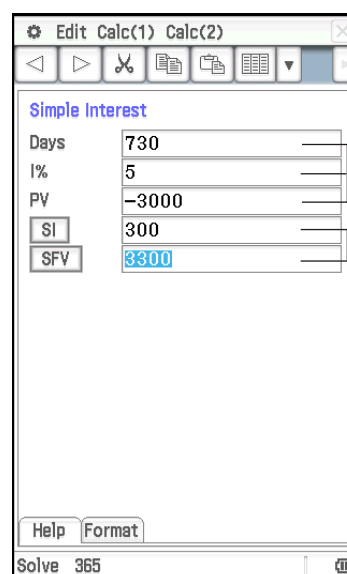 Edit Calc(1) Calc(2)
Simple Interest
Days 730
I% 5
PV -3000
SI 300
SFV 3300
Help Format
Solve 365